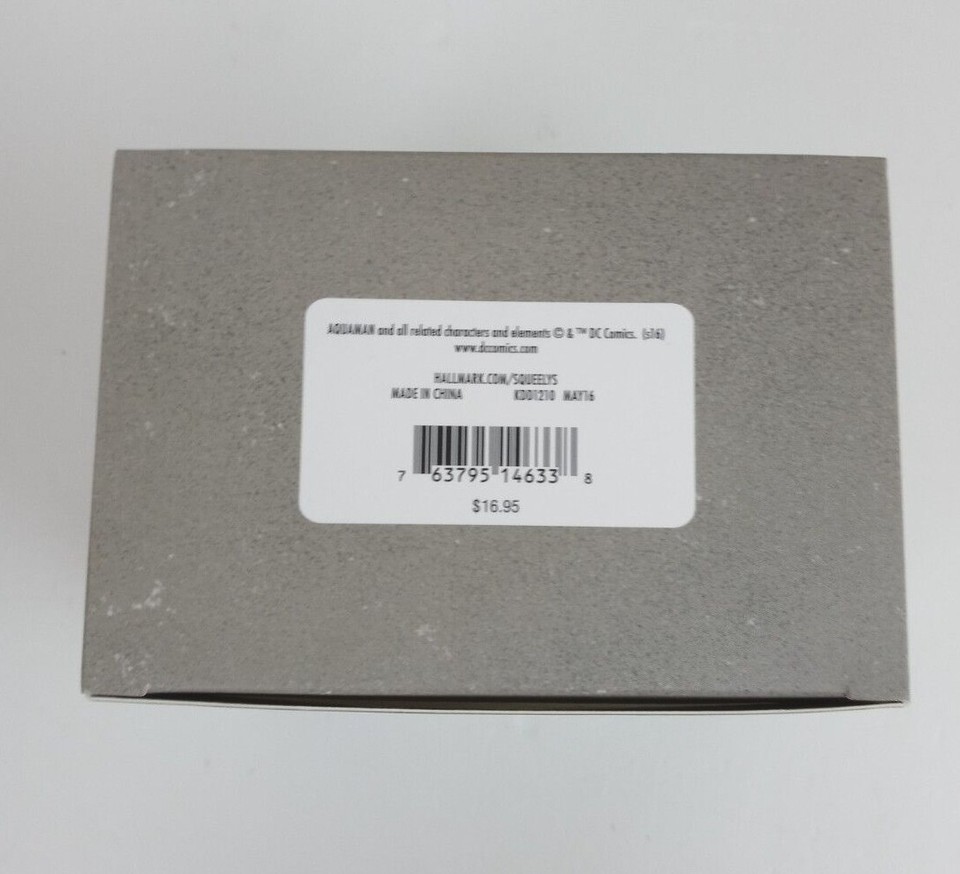 AQUAMAN and all related characters and elements © & ™ DC Comics. (s16)
www.dccomics.com
HALLMARK.COM/SQUEELYS
MADE IN CHINA KDD1210 MAY16
7 63795 14633 8
$16.95